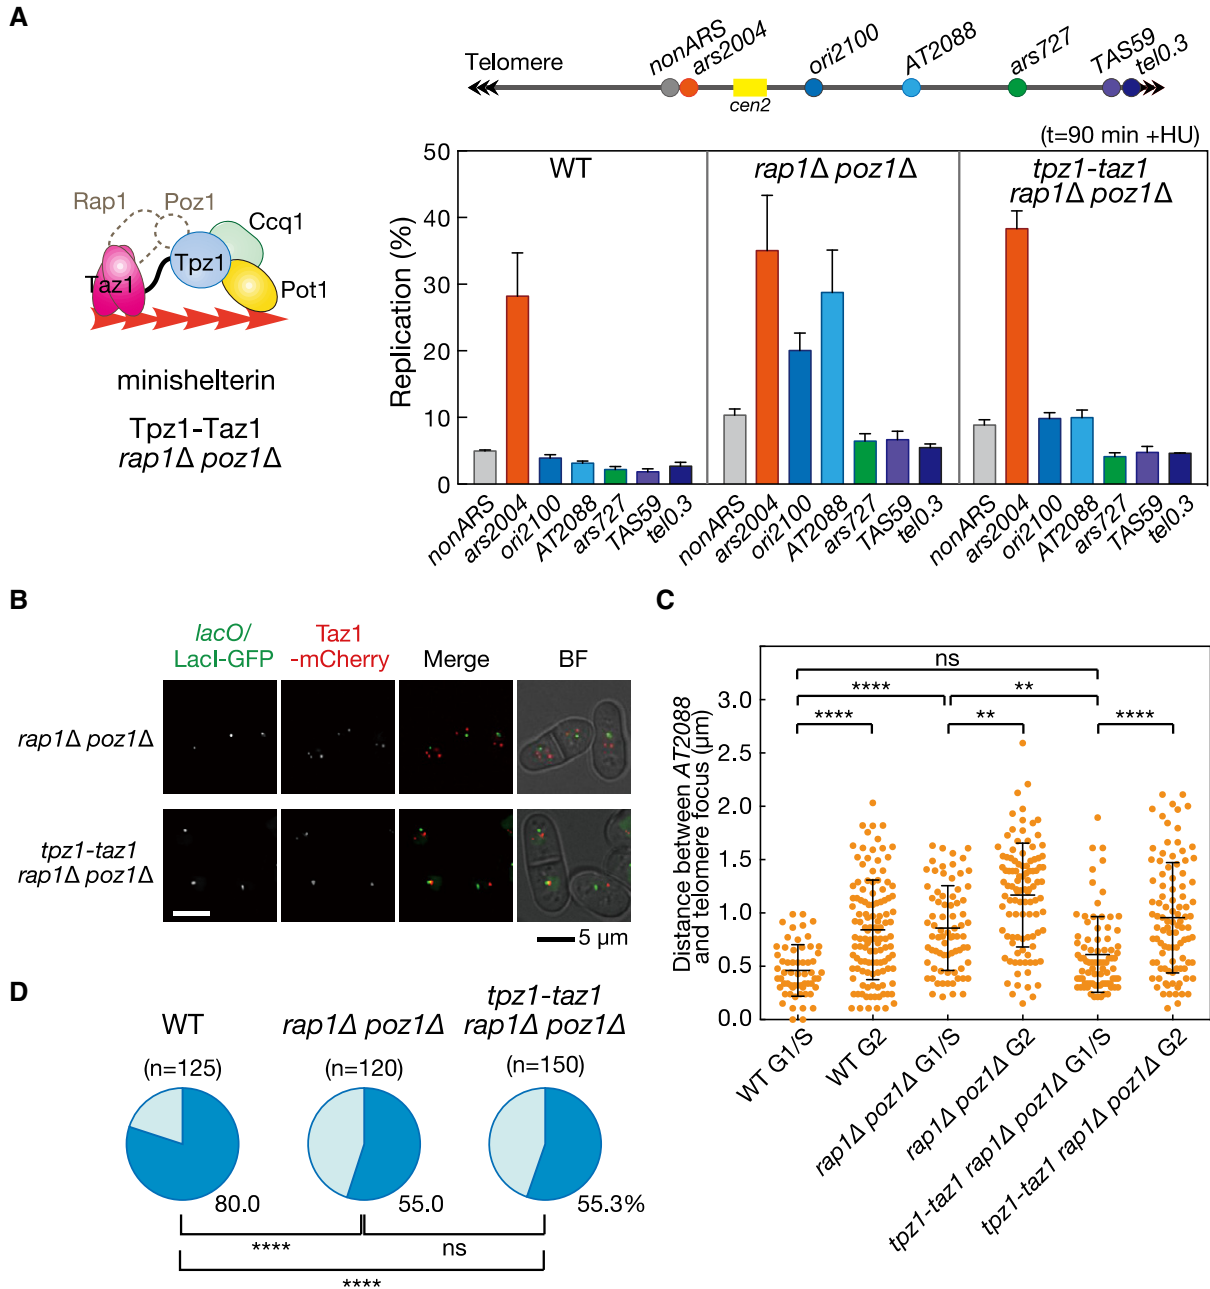 A
Telomere
nonARS
ars2004
ori2100
AT2088
ars727
TAS59
tel0.3
cen2
(t=90 min +HU)
Rap1
Poz1
Ccq1
Taz1
Tpz1
Pot1
minishelterin
Tpz1-Taz1
rap1Δ poz1Δ
Replication (%)
50
40
30
20
10
0
WT
rap1Δ poz1Δ
tpz1-taz1
rap1Δ poz1Δ
nonARS
ars2004
ori2100
AT2088
ars727
TAS59
tel0.3
nonARS
ars2004
ori2100
AT2088
ars727
TAS59
tel0.3
nonARS
ars2004
ori2100
AT2088
ars727
TAS59
tel0.3
B
lacO/
LacI-GFP
Taz1
-mCherry
Merge
BF
rap1Δ poz1Δ
tpz1-taz1
rap1Δ poz1Δ
5 µm
C
Distance between AT2088
and telomere focus (µm)
3.0
2.5
2.0
1.5
1.0
0.5
0.0
ns
**** **
**** ** ****
WT G1/S
WT G2
rap1Δ poz1Δ G1/S
rap1Δ poz1Δ G2
tpz1-taz1 rap1Δ poz1Δ G1/S
tpz1-taz1 rap1Δ poz1Δ G2
D
WT
(n=125)
80.0
rap1Δ poz1Δ
(n=120)
55.0
tpz1-taz1
rap1Δ poz1Δ
(n=150)
55.3%
**** ns
****